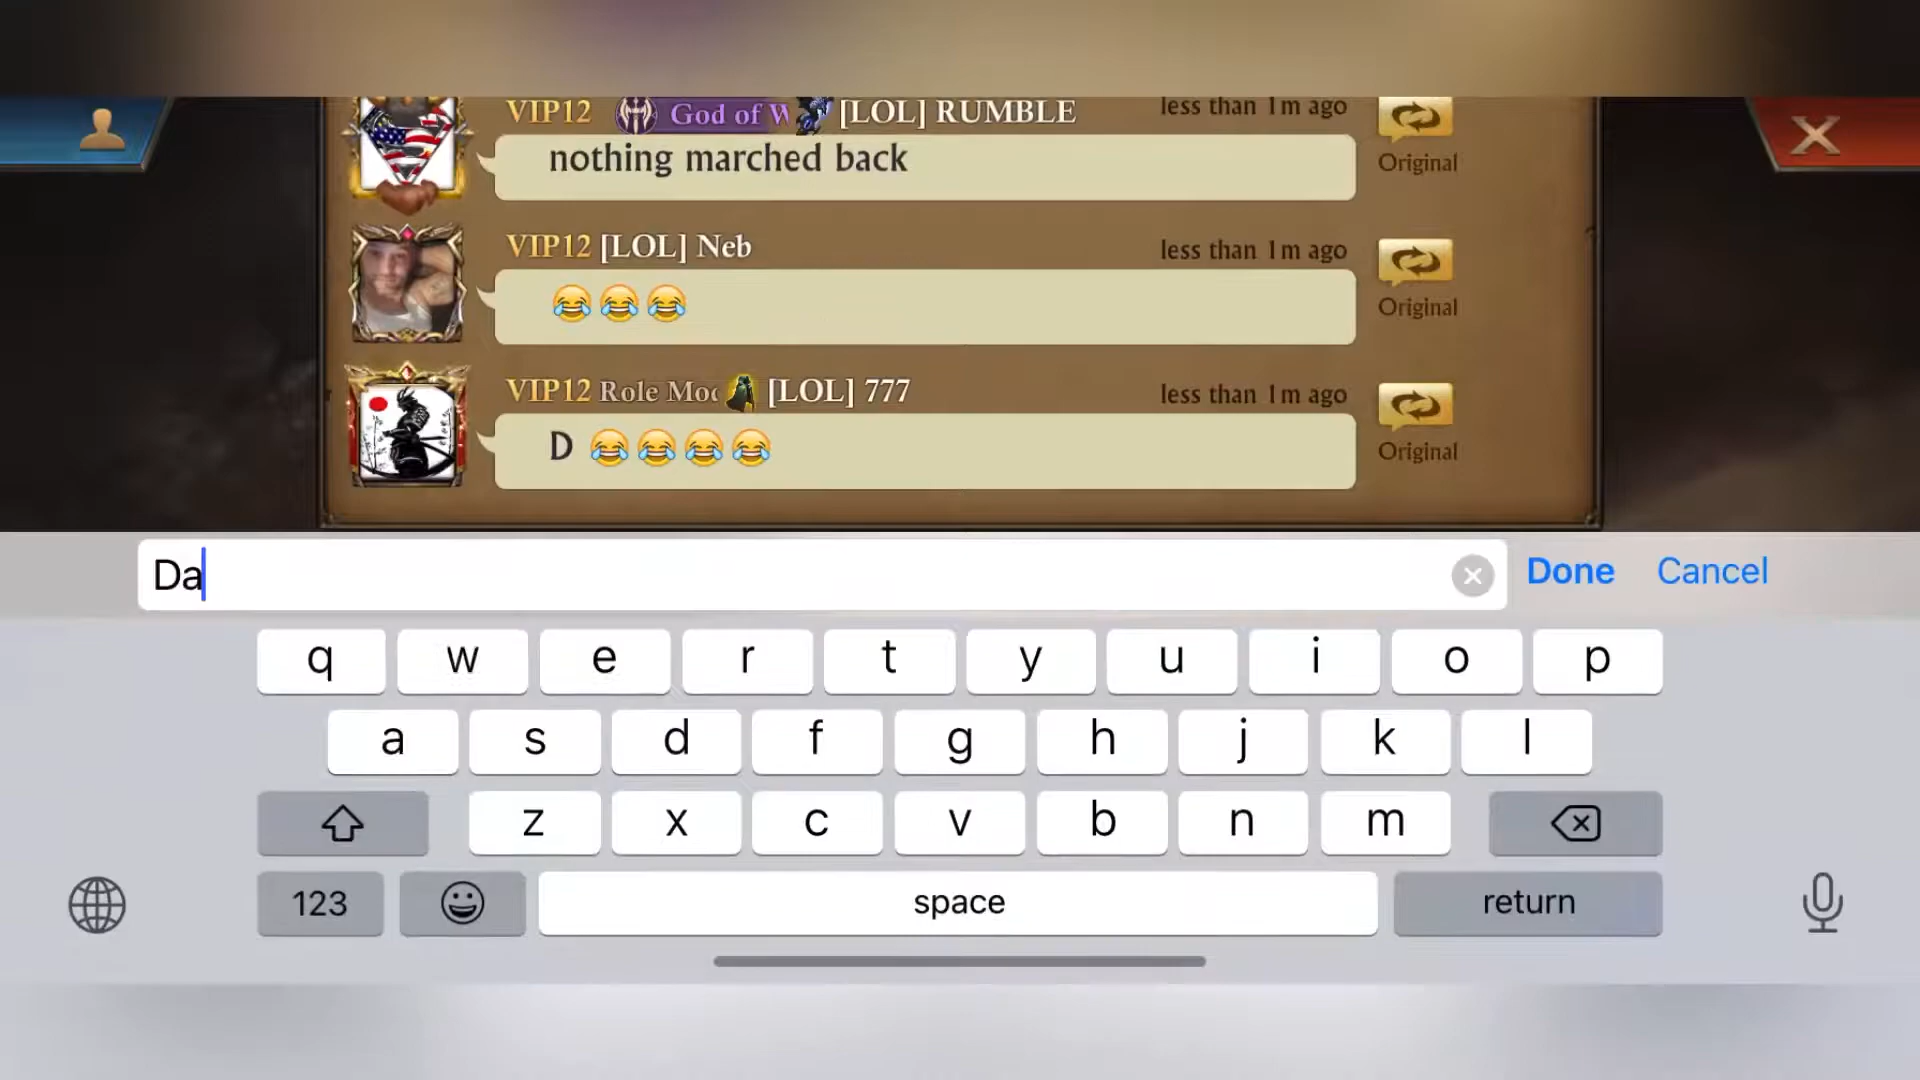 VIP12 God of W [LOL] RUMBLE less than 1m ago
nothing marched back
Original
VIP12 [LOL] Neb less than 1m ago
😂😂😂
Original
VIP12 Role Moc [LOL] 777 less than 1m ago
D 😂😂😂😂
Original
Da Done Cancel
q w e r t y u i o p
a s d f g h j k l
z x c v b n m
123 space return